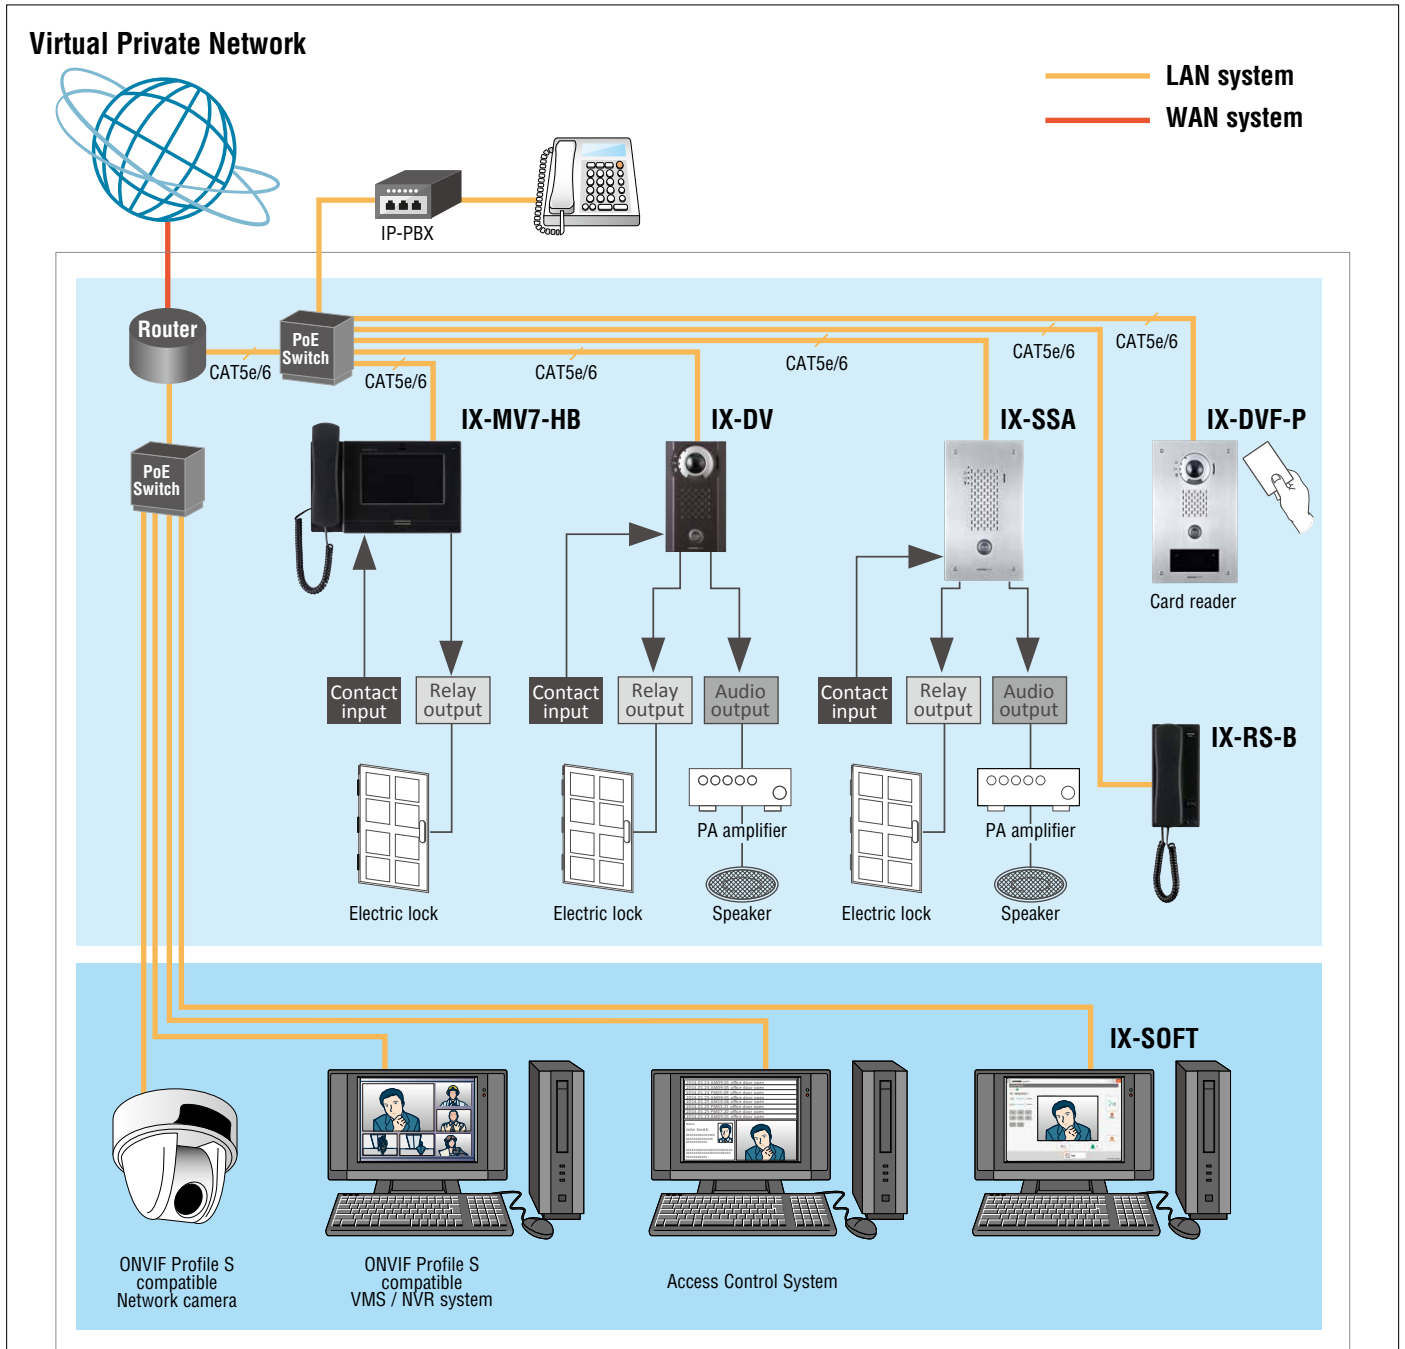 Virtual Private Network
LAN system
WAN system
IP-PBX
Router
PoE
Switch
CAT5e/6
CAT5e/6
CAT5e/6
CAT5e/6
CAT5e/6
CAT5e/6
PoE
Switch
IX-MV7-HB
IX-DV
IX-SSA
IX-DVF-P
Card reader
Contact
input
Relay
output
Contact
input
Relay
output
Audio
output
Contact
input
Relay
output
Audio
output
IX-RS-B
PA amplifier
PA amplifier
Electric lock
Electric lock
Speaker
Electric lock
Speaker
IX-SOFT
ONVIF Profile S
compatible
Network camera
ONVIF Profile S
compatible
VMS / NVR system
Access Control System